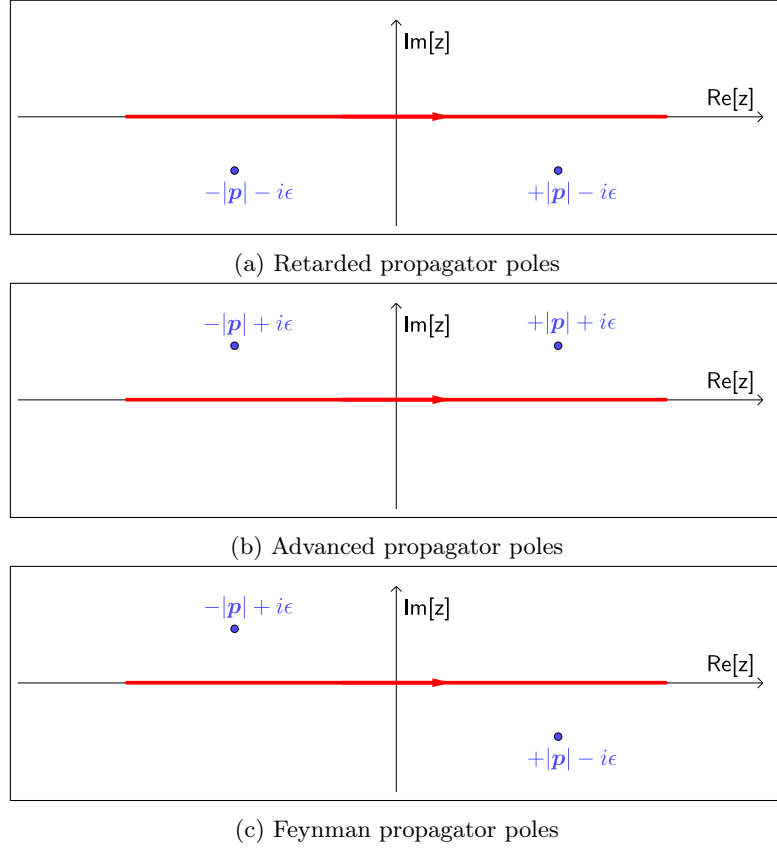 Im[z]
Re[z]
−|p| − iϵ
+|p| − iϵ
(a) Retarded propagator poles
−|p| + iϵ
+|p| + iϵ
Im[z]
Re[z]
(b) Advanced propagator poles
−|p| + iϵ
Im[z]
Re[z]
+|p| − iϵ
(c) Feynman propagator poles